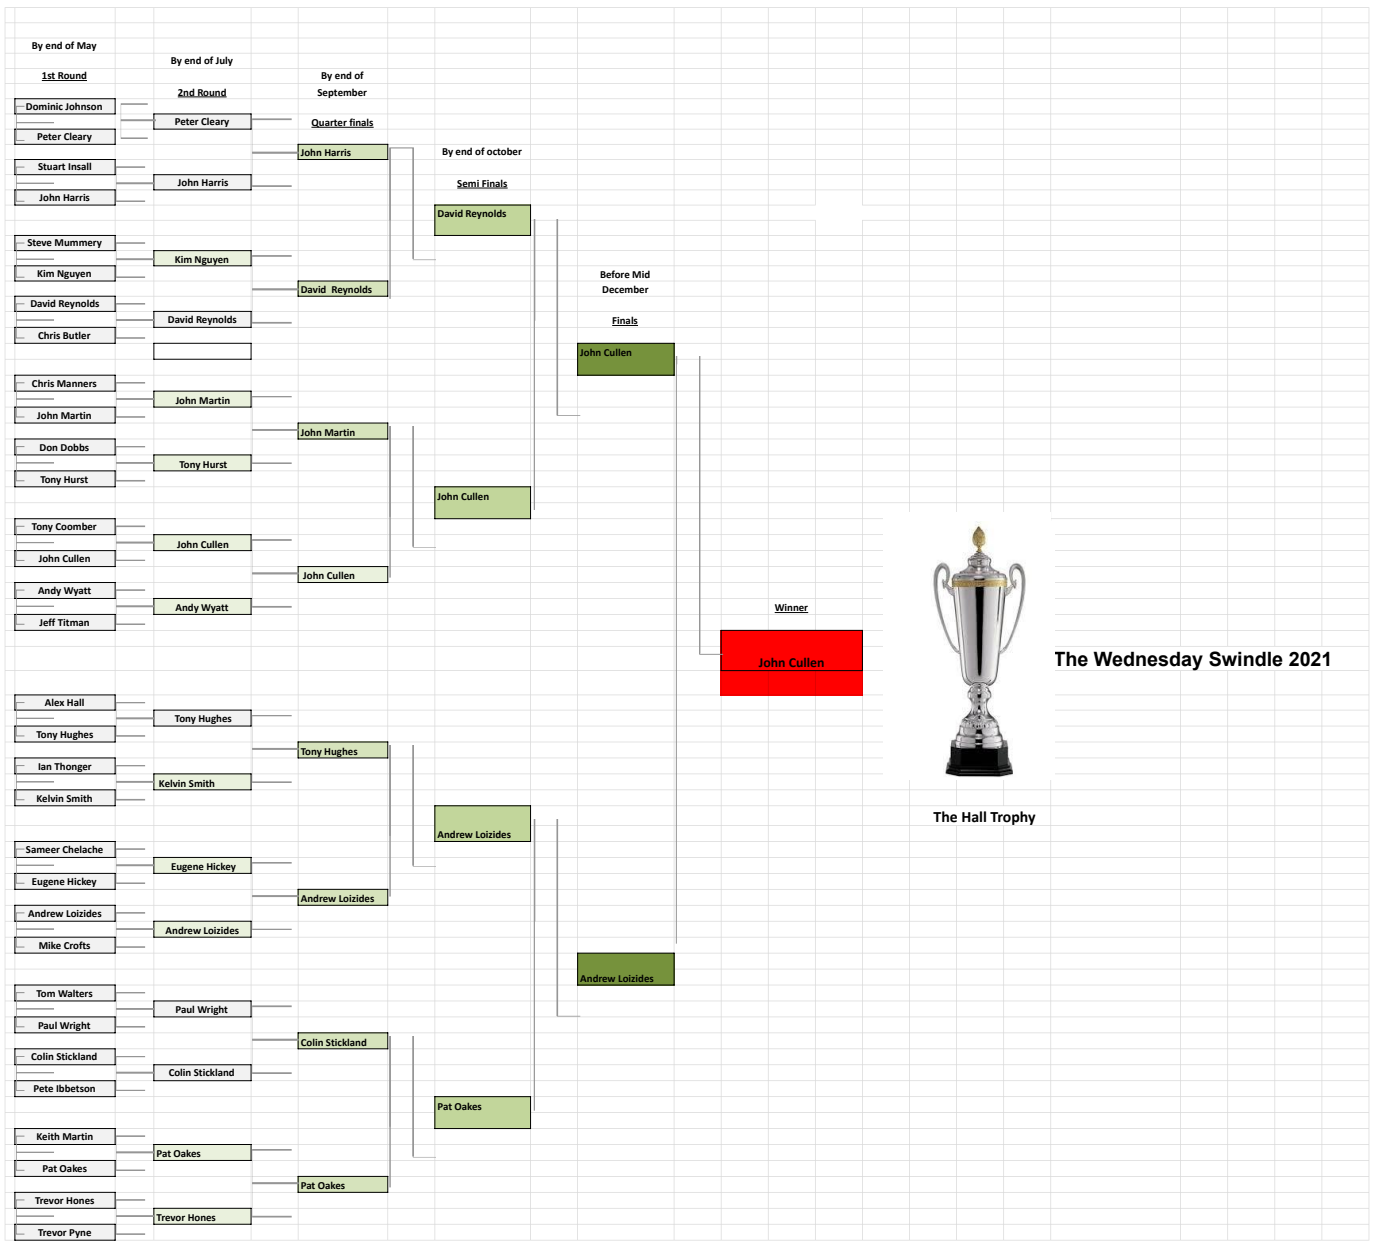 By end of May
1st Round
Dominic Johnson
Peter Cleary
Stuart Insall
John Harris
Steve Mummery
Kim Nguyen
David Reynolds
Chris Butler
Chris Manners
John Martin
Don Dobbs
Tony Hurst
Tony Coomber
John Cullen
Andy Wyatt
Jeff Titman
Alex Hall
Tony Hughes
Ian Thonger
Kelvin Smith
Sameer Chelache
Eugene Hickey
Andrew Loizides
Mike Crofts
Tom Walters
Paul Wright
Colin Stickland
Pete Ibbetson
Keith Martin
Pat Oakes
Trevor Hones
Trevor Pyne
By end of July
2nd Round
Peter Cleary
John Harris
Kim Nguyen
David Reynolds
John Martin
Tony Hurst
John Cullen
Andy Wyatt
Tony Hughes
Kelvin Smith
Eugene Hickey
Andrew Loizides
Paul Wright
Colin Stickland
Pat Oakes
Trevor Hones
By end of
September
Quarter finals
John Harris
David  Reynolds
John Martin
John Cullen
Tony Hughes
Andrew Loizides
Colin Stickland
Pat Oakes
By end of october
Semi Finals
David Reynolds
John Cullen
Andrew Loizides
Pat Oakes
Before Mid
December
Finals
John Cullen
Andrew Loizides
Winner
John Cullen
The Wednesday Swindle 2021
The Hall Trophy